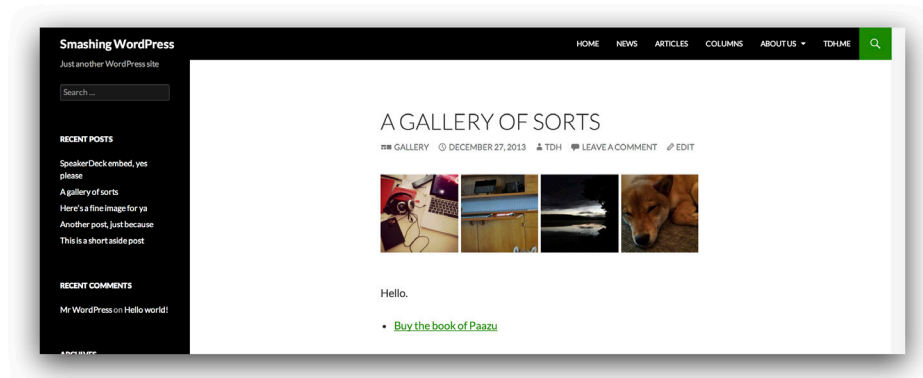 Smashing WordPress
HOME NEWS ARTICLES COLUMNS ABOUT US TDH.ME
Just another WordPress site
Search ...
RECENT POSTS
SpeakerDeck embed, yes
please
A gallery of sorts
Here's a fine image for ya
Another post, just because
This is a short aside post
RECENT COMMENTS
Mr WordPress on Hello world!
ARCHIVES
A GALLERY OF SORTS
GALLERY DECEMBER 27, 2013 TDH LEAVE A COMMENT EDIT
Hello.
• Buy the book of Paazu